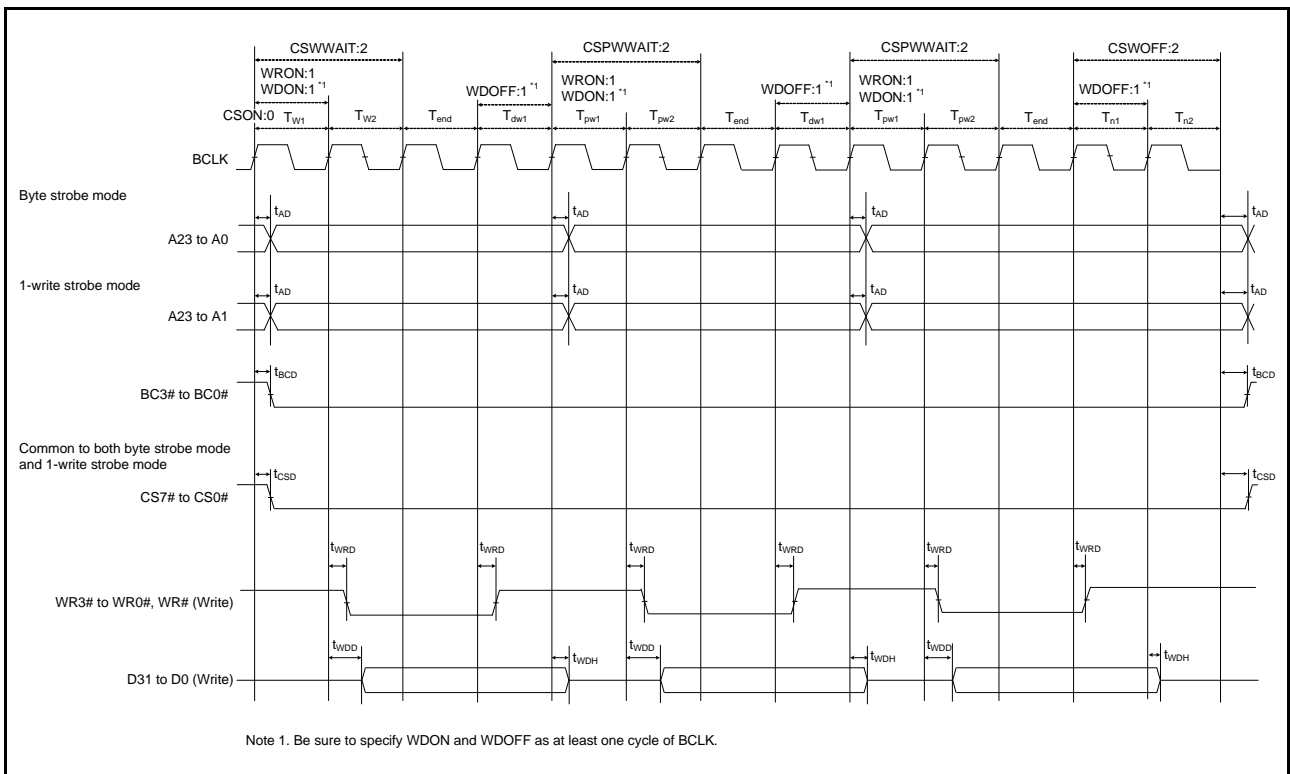 CSWWAIT:2 CSPWWAIT:2 CSPWWAIT:2 CSWOFF:2
WRON:1 WRON:1 WRON:1
WDON:1 *1 WDOFF:1 *1 WDON:1 *1 WDOFF:1 *1 WDON:1 *1 WDOFF:1 *1
CSON:0 TW1 TW2 Tend Tdw1 Tpw1 Tpw2 Tend Tdw1 Tpw1 Tpw2 Tend Tn1 Tn2
BCLK
Byte strobe mode
tAD tAD tAD tAD
A23 to A0
1-write strobe mode
tAD tAD tAD tAD
A23 to A1
tBCD tBCD
BC3# to BC0#
Common to both byte strobe mode
and 1-write strobe mode
tCSD tCSD
CS7# to CS0#
tWRD tWRD tWRD tWRD tWRD tWRD
WR3# to WR0#, WR# (Write)
tWDD tWDH tWDD tWDH tWDD tWDH
D31 to D0 (Write)
Note 1. Be sure to specify WDON and WDOFF as at least one cycle of BCLK.